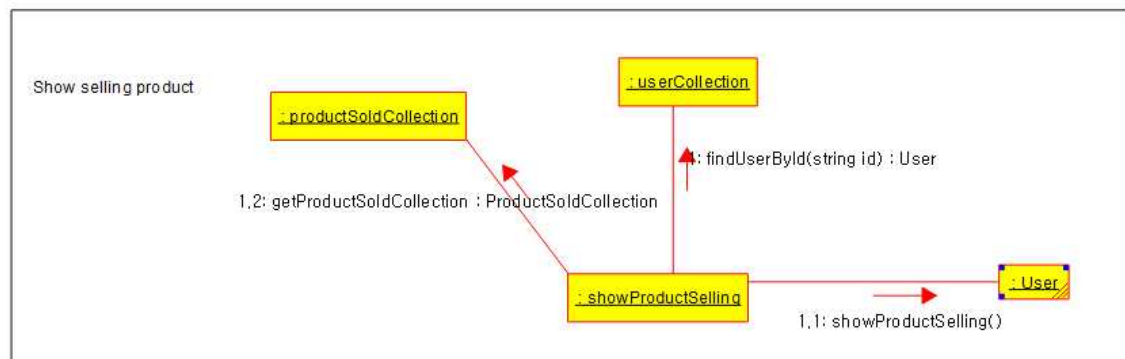 Show selling product
: userCollection
: productSoldCollection
1: findUserById(string id) : User
1,2: getProductSoldCollection : ProductSoldCollection
: showProductSelling
: User
1,1: showProductSelling()